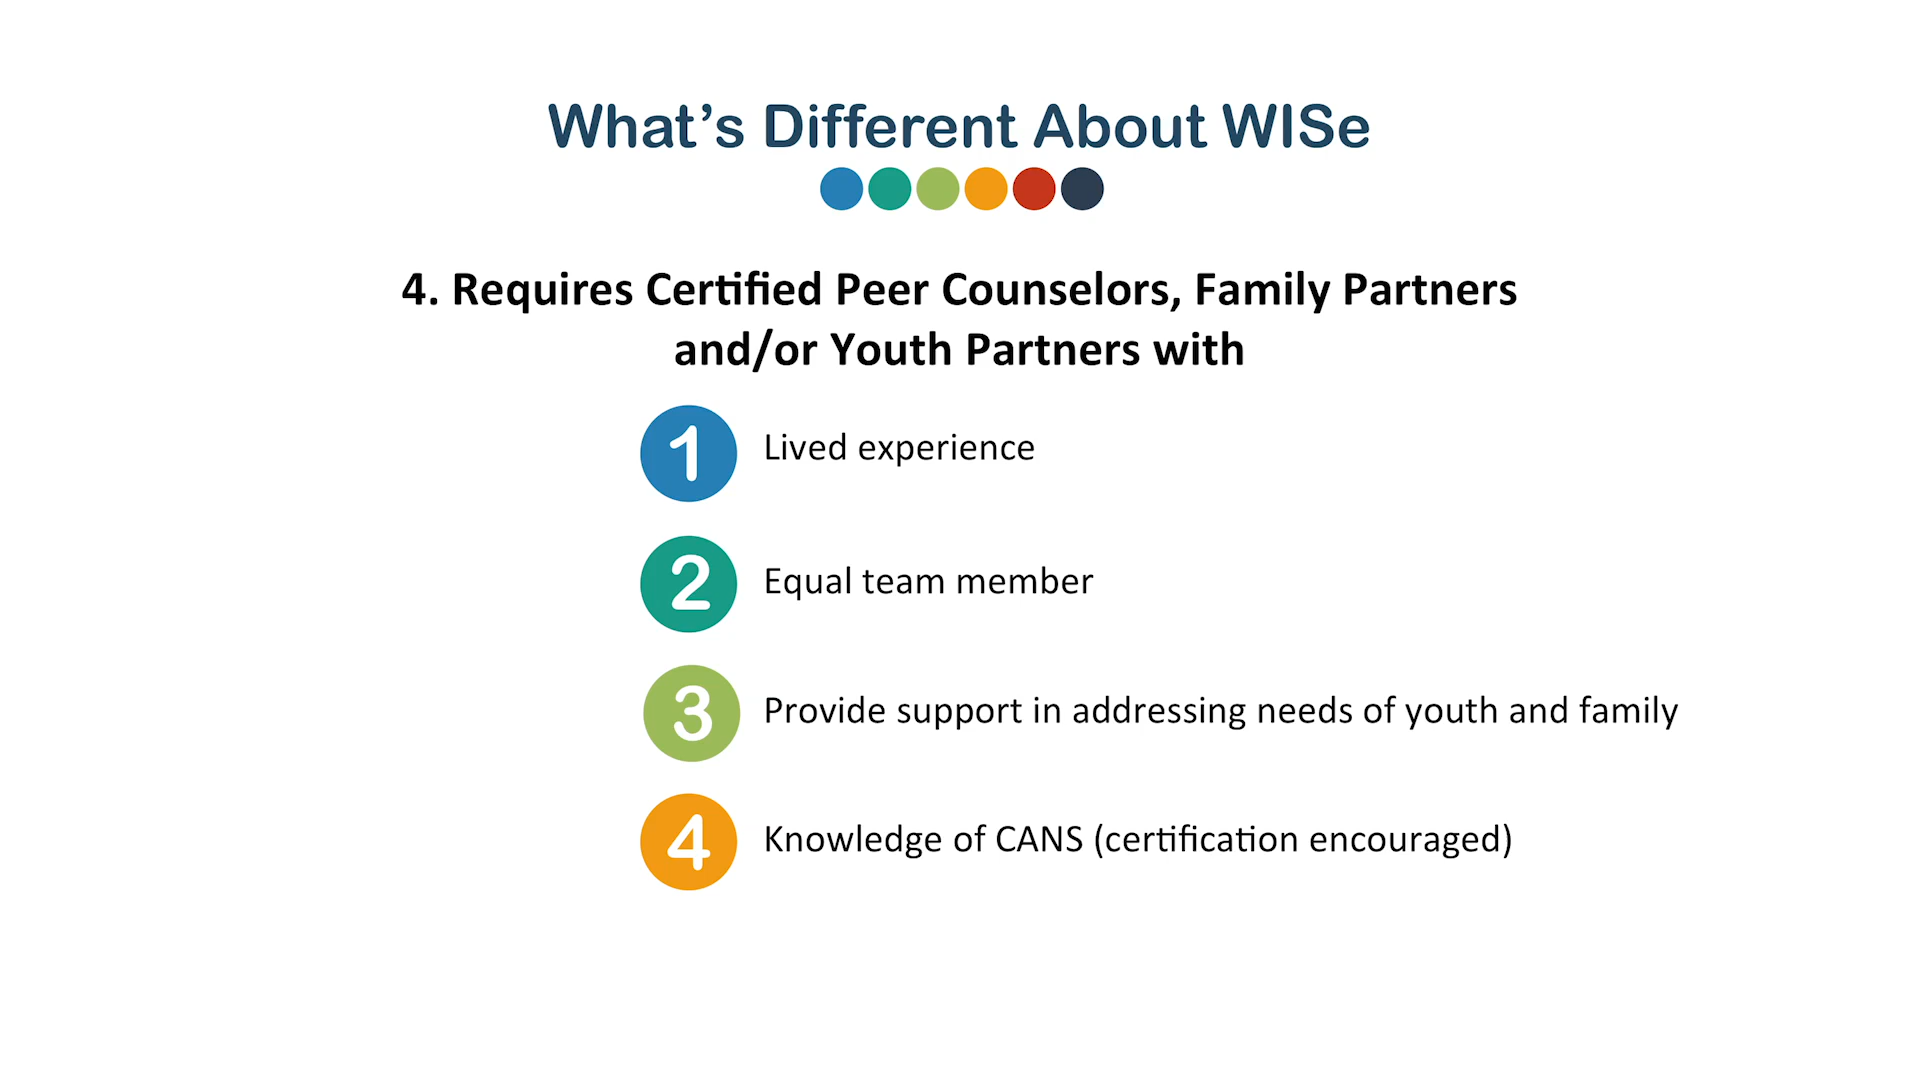 What’s Different About WISe
4. Requires Certified Peer Counselors, Family Partners
and/or Youth Partners with
1 Lived experience
2 Equal team member
3 Provide support in addressing needs of youth and family
4 Knowledge of CANS (certification encouraged)